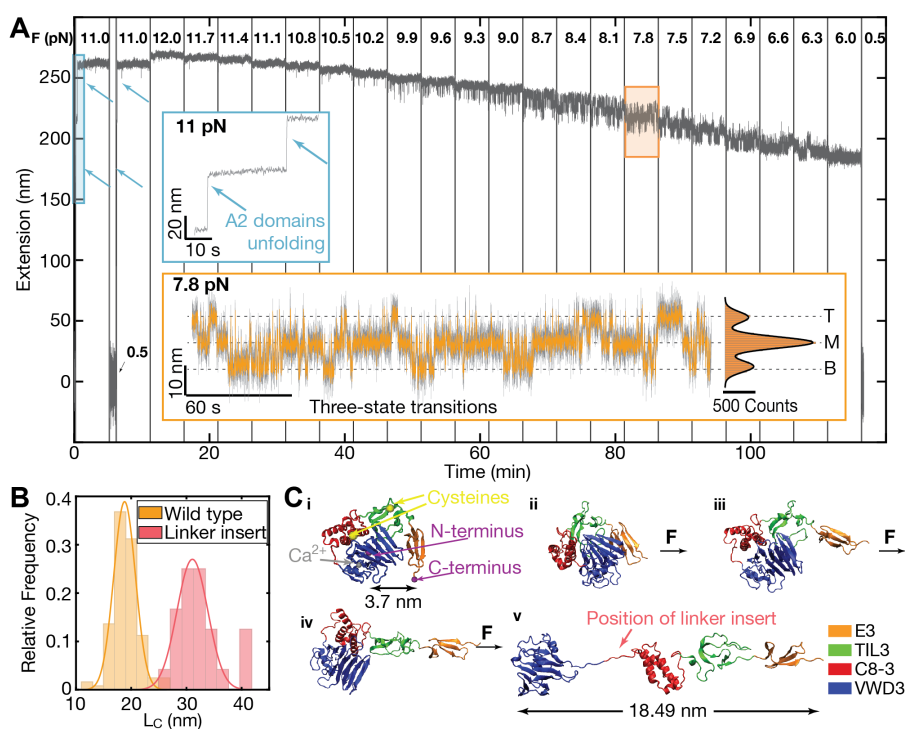 A
F (pN) 11.0 11.0 12.0 11.7 11.4 11.1 10.8 10.5 10.2 9.9 9.6 9.3 9.0 8.7 8.4 8.1 7.8 7.5 7.2 6.9 6.6 6.3 6.0 0.5
Extension (nm)
250
200
150
100
50
0
11 pN
20 nm
10 s
A2 domains
unfolding
0.5
7.8 pN
10 nm
60 s
Three-state transitions
T
M
B
500 Counts
0 20 40 60 80 100
Time (min)
B
Relative Frequency
0.4
0.3
0.2
0.1
0
Wild type
Linker insert
10 20 30 40
LC (nm)
C
i
Cysteines
N-terminus
Ca2+
C-terminus
3.7 nm
ii
F
iii
F
iv
F
v
Position of linker insert
18.49 nm
E3
TIL3
C8-3
VWD3